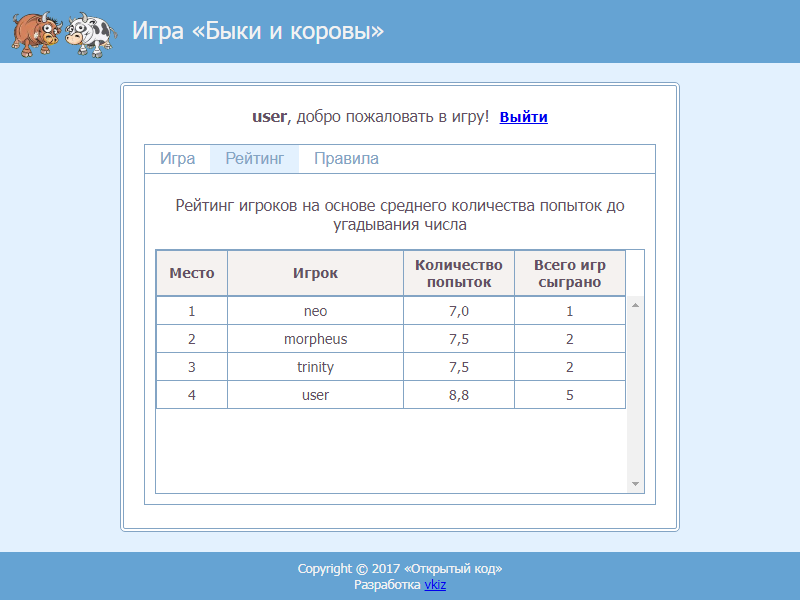 Игра «Быки и коровы»
user, добро пожаловать в игру! Выйти
Игра Рейтинг Правила
Рейтинг игроков на основе среднего количества попыток до
угадывания числа
Место Игрок Количество попыток Всего игр сыграно
1 neo 7,0 1
2 morpheus 7,5 2
3 trinity 7,5 2
4 user 8,8 5
Copyright © 2017 «Открытый код»
Разработка vkiz